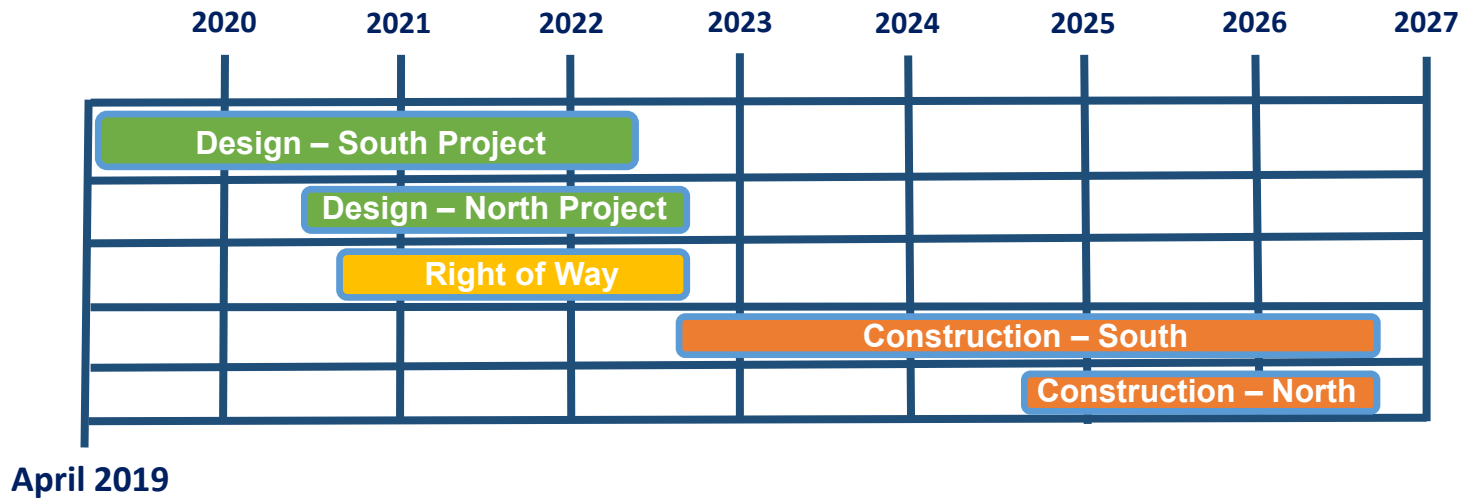 2020 2021 2022 2023 2024 2025 2026 2027
Design – South Project
Design – North Project
Right of Way
Construction – South
Construction – North
April 2019